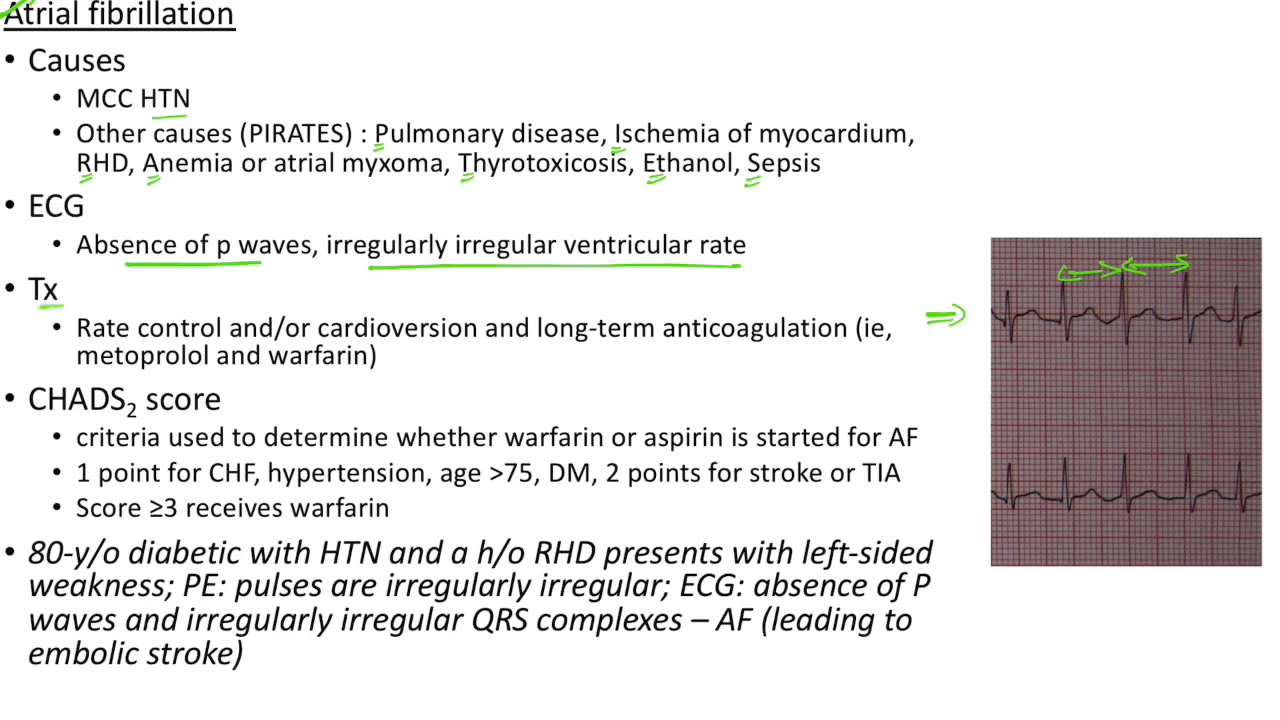 Atrial fibrillation
• Causes
• MCC HTN
• Other causes (PIRATES) : Pulmonary disease, Ischemia of myocardium,
RHD, Anemia or atrial myxoma, Thyrotoxicosis, Ethanol, Sepsis
• ECG
• Absence of p waves, irregularly irregular ventricular rate
• Tx
• Rate control and/or cardioversion and long-term anticoagulation (ie,
metoprolol and warfarin)
• CHADS₂ score
• criteria used to determine whether warfarin or aspirin is started for AF
• 1 point for CHF, hypertension, age >75, DM, 2 points for stroke or TIA
• Score ≥3 receives warfarin
• 80-y/o diabetic with HTN and a h/o RHD presents with left-sided
weakness; PE: pulses are irregularly irregular; ECG: absence of P
waves and irregularly irregular QRS complexes – AF (leading to
embolic stroke)